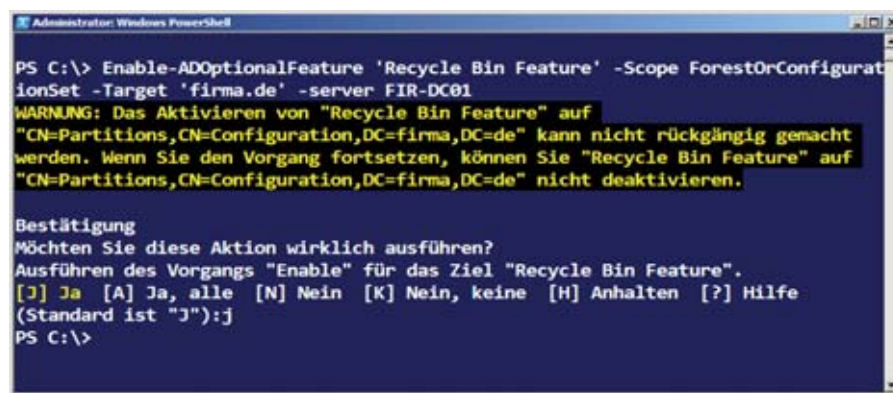 Administrator: Windows PowerShell
PS C:\> Enable-ADOptionalFeature 'Recycle Bin Feature' -Scope ForestOrConfigurat
ionSet -Target 'firma.de' -server FIR-DC01
WARNUNG: Das Aktivieren von "Recycle Bin Feature" auf
"CN=Partitions,CN=Configuration,DC=firma,DC=de" kann nicht rückgängig gemacht
werden. Wenn Sie den Vorgang fortsetzen, können Sie "Recycle Bin Feature" auf
"CN=Partitions,CN=Configuration,DC=firma,DC=de" nicht deaktivieren.
Bestätigung
Möchten Sie diese Aktion wirklich ausführen?
Ausführen des Vorgangs "Enable" für das Ziel "Recycle Bin Feature".
[J] Ja  [A] Ja, alle  [N] Nein  [K] Nein, keine  [H] Anhalten  [?] Hilfe
(Standard ist "J"):j
PS C:\>